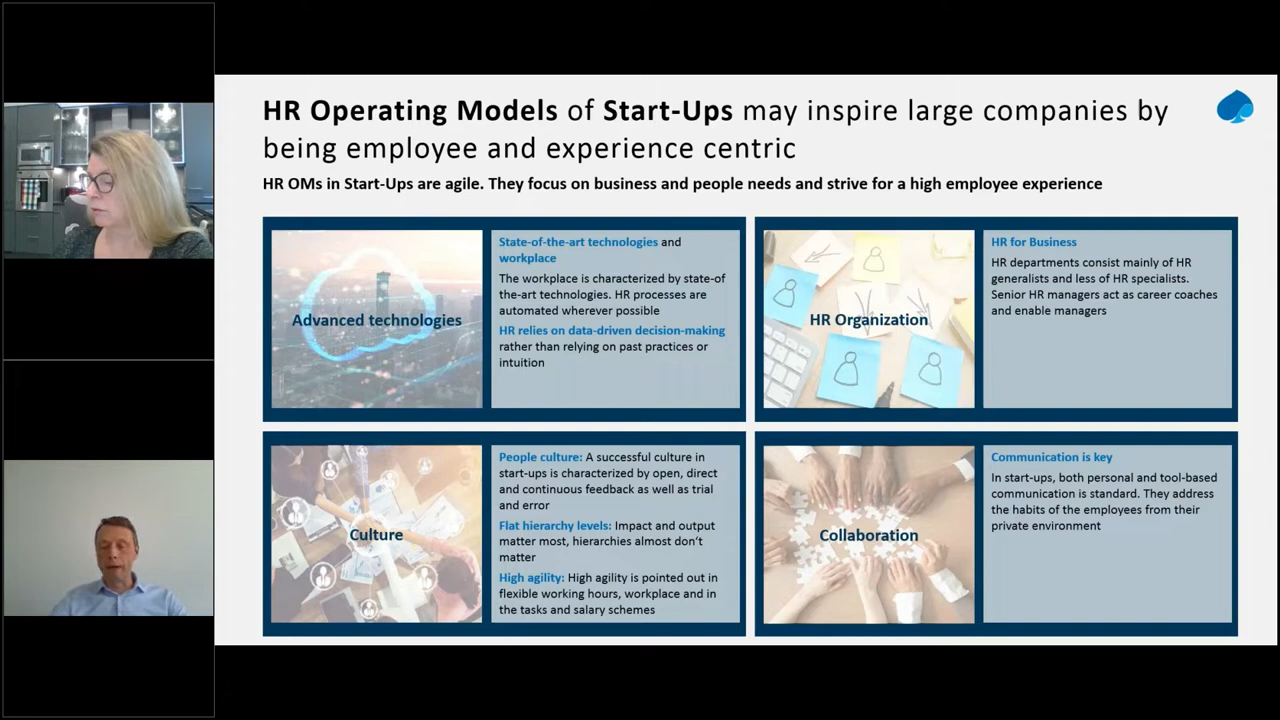 HR Operating Models of Start-Ups may inspire large companies by
being employee and experience centric
HR OMs in Start-Ups are agile. They focus on business and people needs and strive for a high employee experience
Advanced technologies
State-of-the-art technologies and
workplace
The workplace is characterized by state-of
the-art technologies. HR processes are
automated wherever possible
HR relies on data-driven decision-making
rather than relying on past practices or
intuition
HR Organization
HR for Business
HR departments consist mainly of HR
generalists and less of HR specialists.
Senior HR managers act as career coaches
and enable managers
Culture
People culture: A successful culture in
start-ups is characterized by open, direct
and continuous feedback as well as trial
and error
Flat hierarchy levels: Impact and output
matter most, hierarchies almost don't
matter
High agility: High agility is pointed out in
flexible working hours, workplace and in
the tasks and salary schemes
Collaboration
Communication is key
In start-ups, both personal and tool-based
communication is standard. They address
the habits of the employees from their
private environment